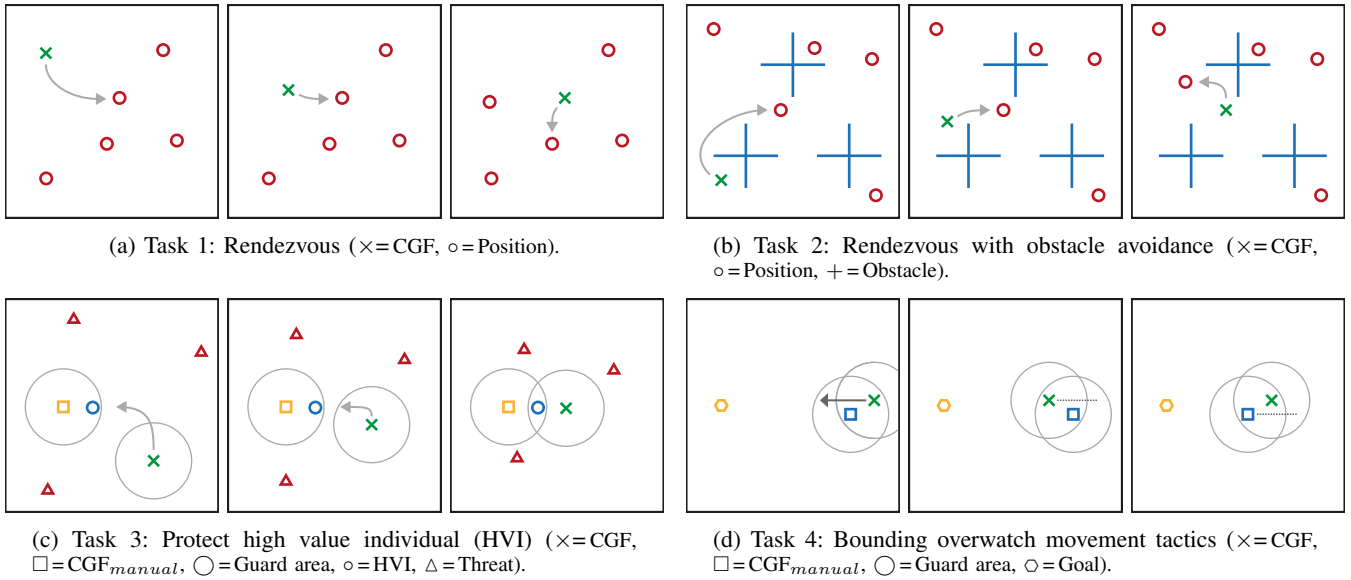 (a) Task 1: Rendezvous (×= CGF, ○= Position).
(b) Task 2: Rendezvous with obstacle avoidance (×= CGF,
○= Position, += Obstacle).
(c) Task 3: Protect high value individual (HVI) (×= CGF,
□= CGF_manual, ◯= Guard area, ○= HVI, △= Threat).
(d) Task 4: Bounding overwatch movement tactics (×= CGF,
□= CGF_manual, ◯= Guard area, ⬡= Goal).